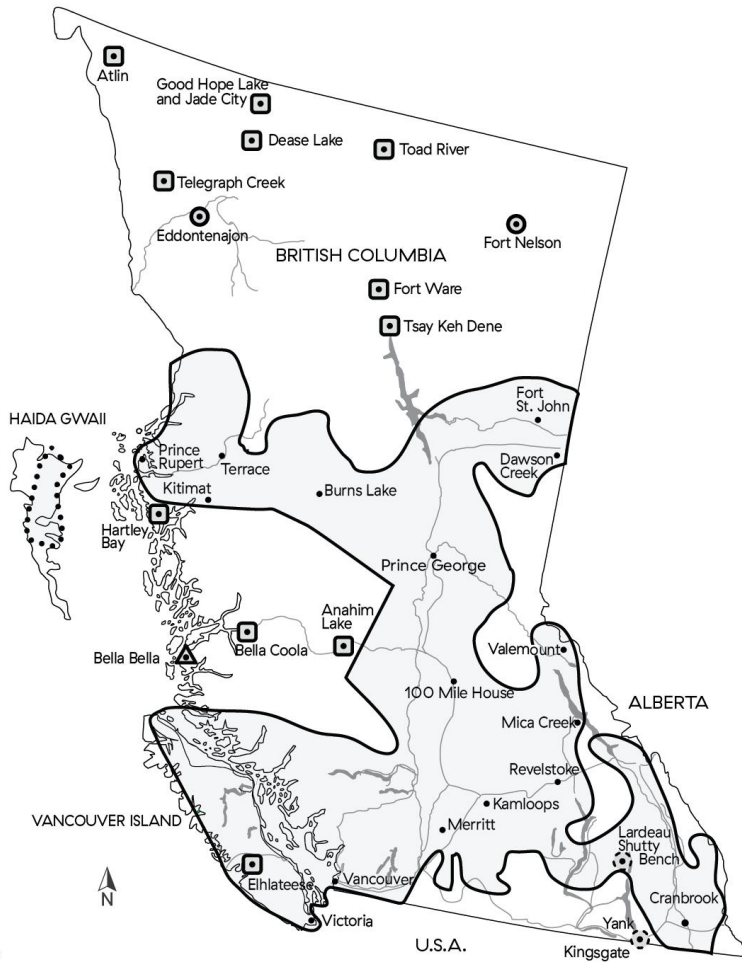 Atlin
Good Hope Lake
and Jade City
Dease Lake
Toad River
Telegraph Creek
Eddontenajon
Fort Nelson
BRITISH COLUMBIA
Fort Ware
Tsay Keh Dene
Fort
St. John
HAIDA GWAII
Prince
Rupert
Terrace
Dawson
Creek
Kitimat
Burns Lake
Hartley
Bay
Prince George
Anahim
Lake
Bella Coola
Valemount
Bella Bella
100 Mile House
ALBERTA
Mica Creek
Revelstoke
Kamloops
VANCOUVER ISLAND
Merritt
Lardeau
Shutty
Bench
Elhlateese
Vancouver
N
Cranbrook
Victoria
Yank
U.S.A.
Kingsgate